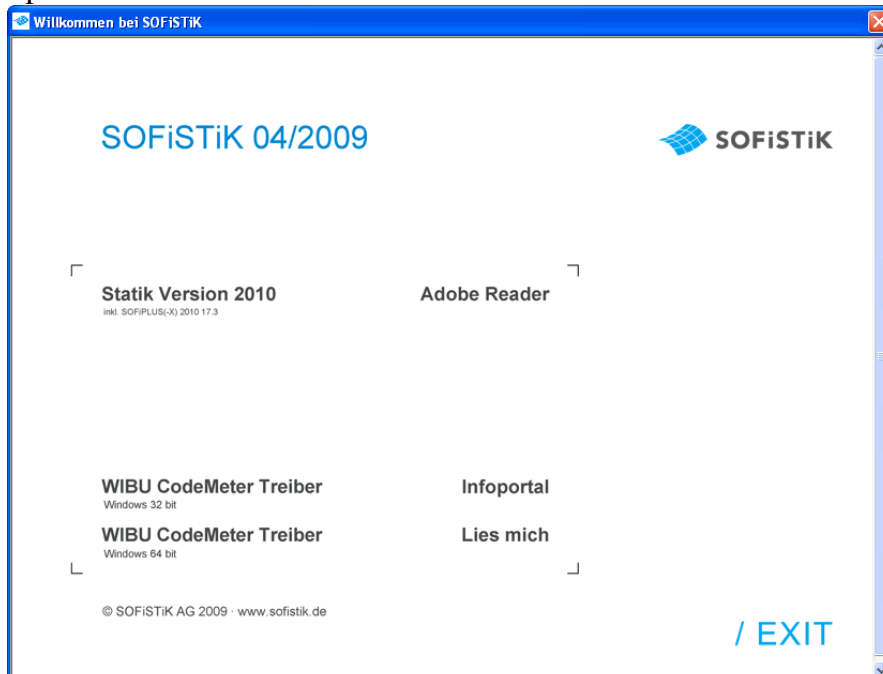 Willkommen bei SOFiSTiK
SOFiSTiK 04/2009
SOFiSTiK
Statik Version 2010
inkl. SOFiPLUS(-X) 2010 17.3
Adobe Reader
WIBU CodeMeter Treiber
Windows 32 bit
Infoportal
WIBU CodeMeter Treiber
Windows 64 bit
Lies mich
© SOFiSTiK AG 2009 · www.sofistik.de
/ EXIT